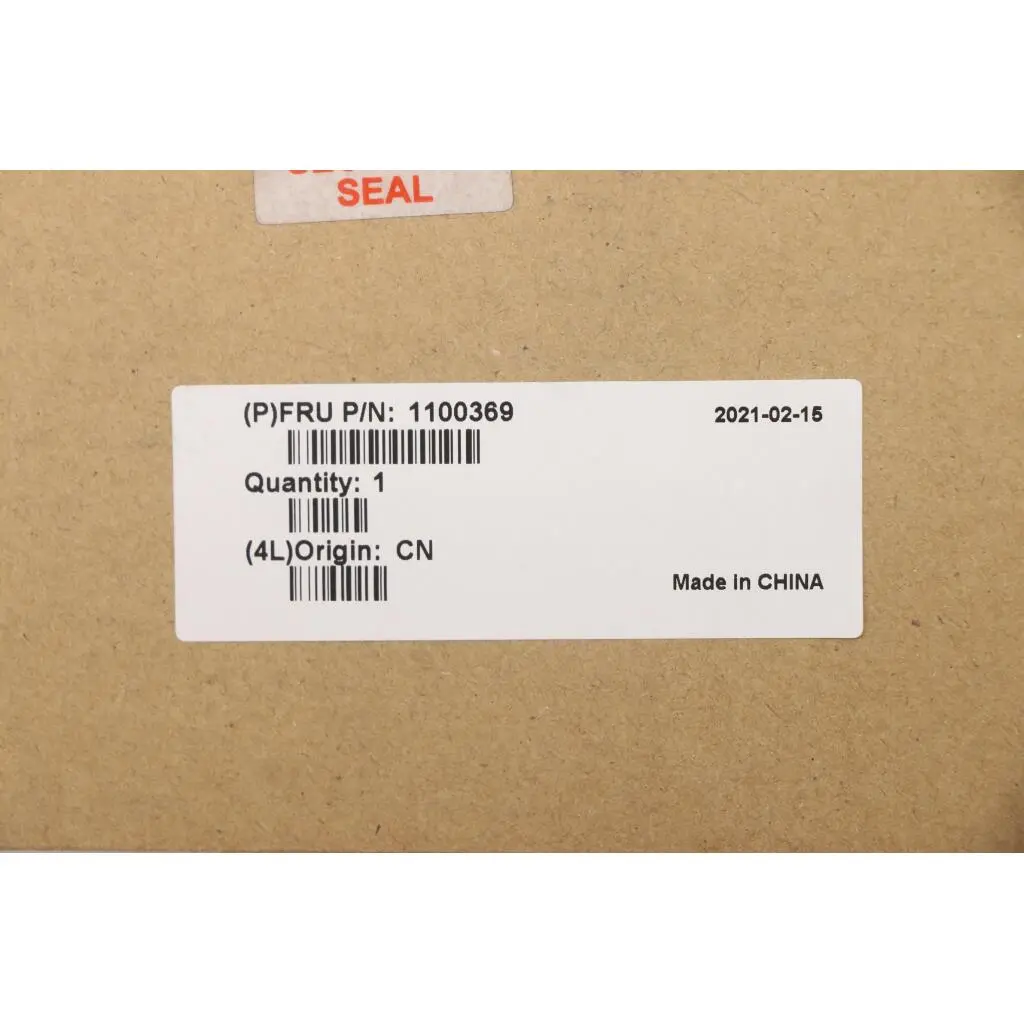 SEAL
(P)FRU P/N: 1100369
2021-02-15
Quantity: 1
(4L)Origin: CN
Made in CHINA